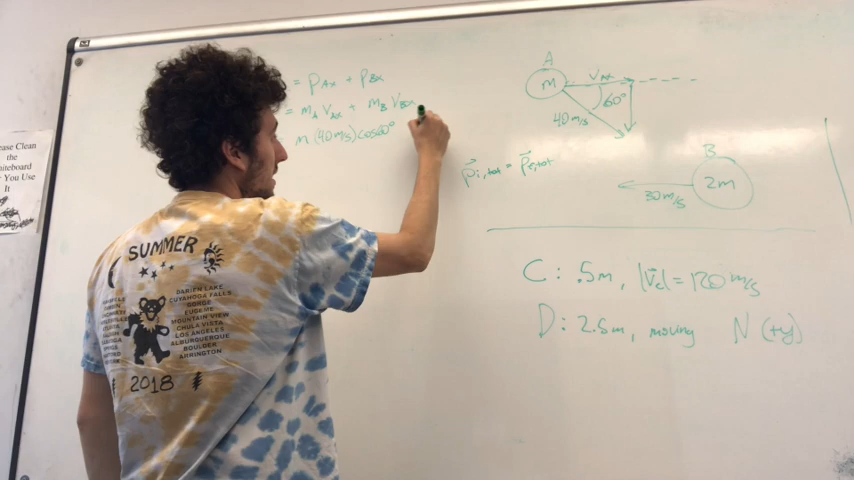 ease Clean
the
hiteboard
r You Use
It
= PAx + PBx
= mA VAx + mB VBx
m (40 m/s) cos60°
A
m
VAx
60°
40 m/s
p⃗i,tot = p⃗f,tot
B
2m
30 m/s
C: .5m, |v⃗c| = 120 m/s
D: 2.5m, moving N (+y)
SUMMER
DARIEN LAKE
CUYAHOGA FALLS
GORGE
EUGENE
MOUNTAIN VIEW
CHULA VISTA
LOS ANGELES
ALBUQUERQUE
BOULDER
ARRINGTON
2018